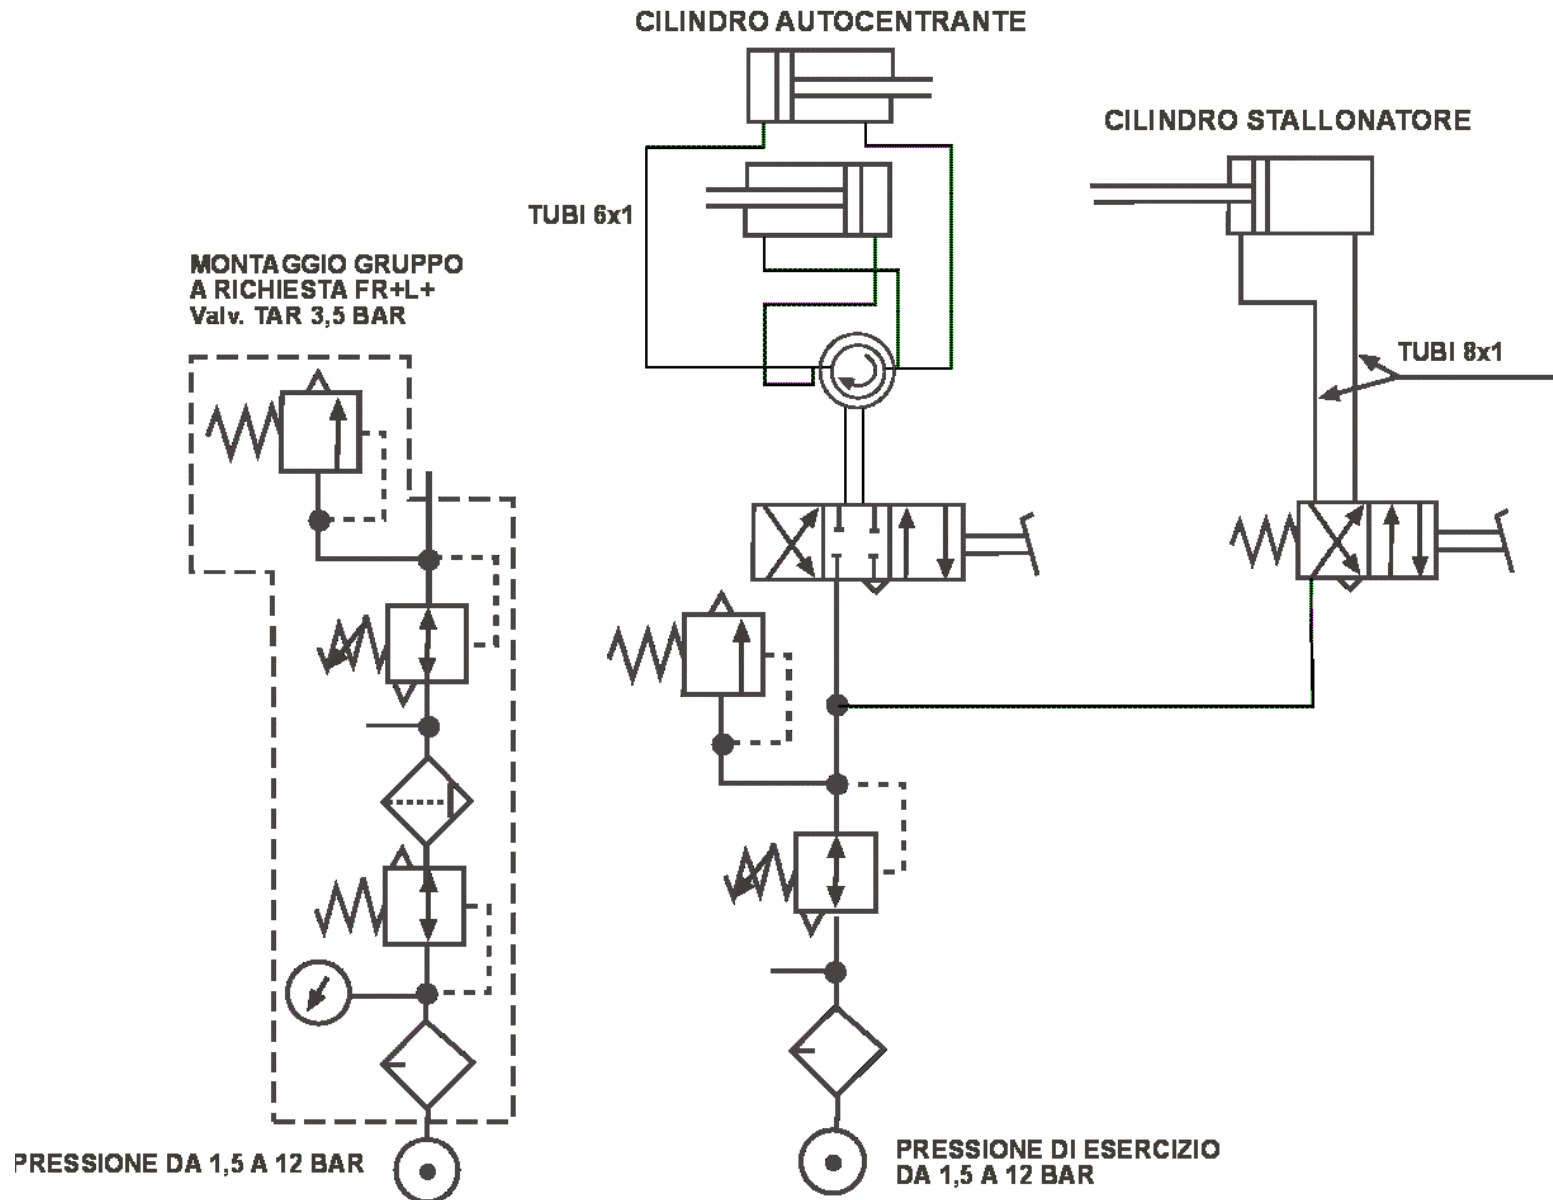 CILINDRO AUTOCENTRANTE
CILINDRO STALLONATORE
TUBI 6x1
MONTAGGIO GRUPPO
A RICHIESTA FR+L+
Valv. TAR 3,5 BAR
TUBI 8x1
PRESSIONE DA 1,5 A 12 BAR
PRESSIONE DI ESERCIZIO
DA 1,5 A 12 BAR